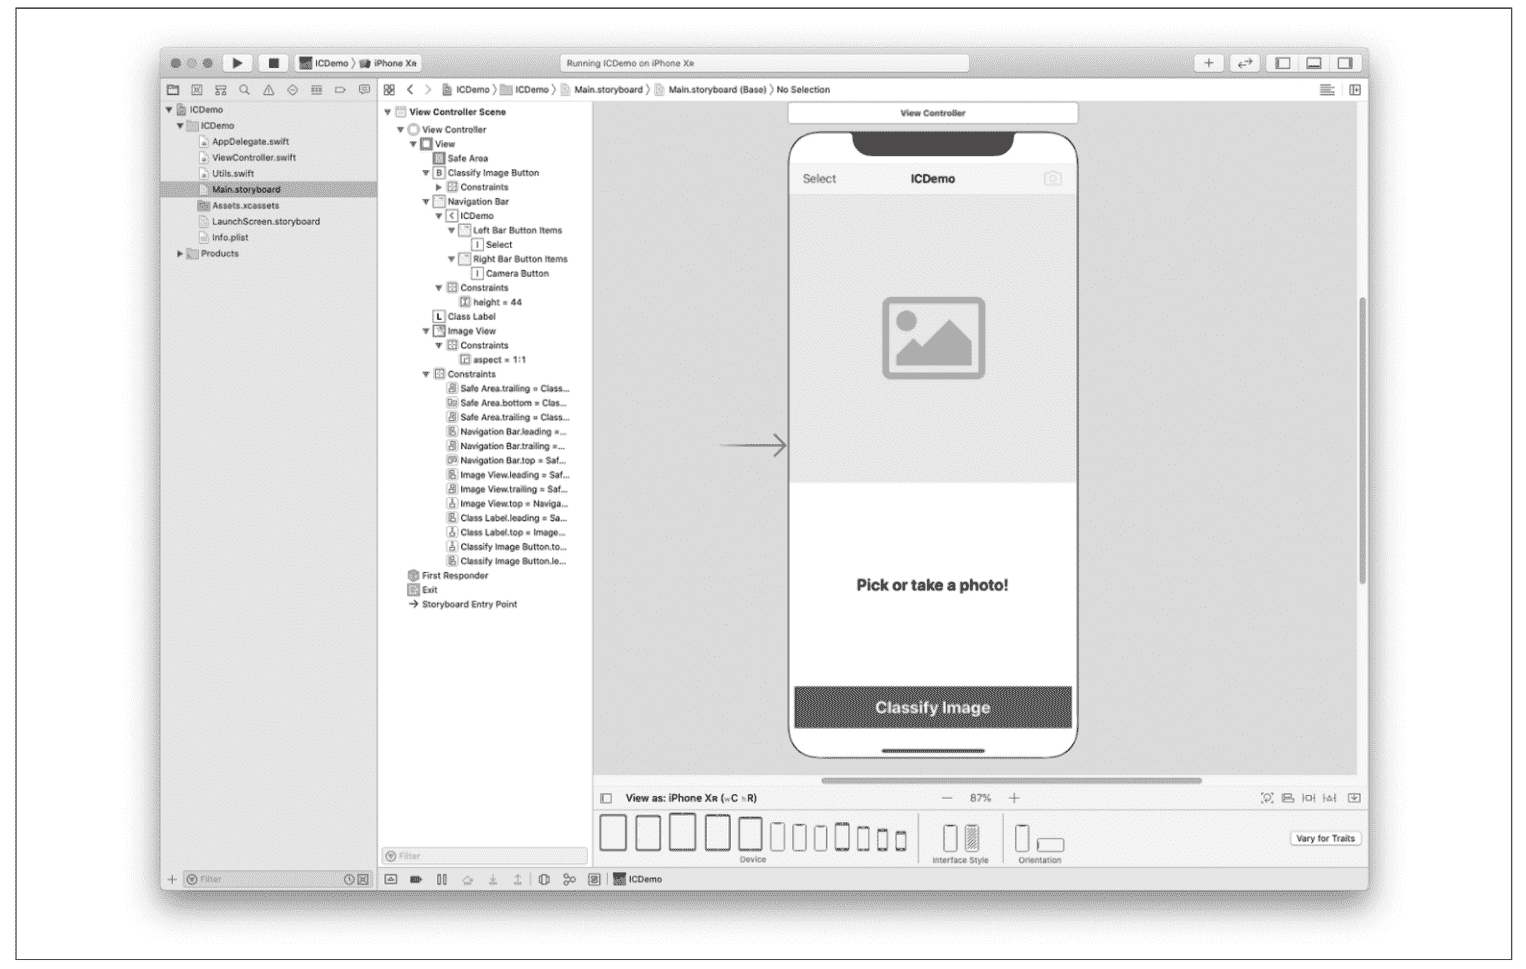 ICDemo iPhone XR
Running ICDemo on iPhone XR
ICDemo ICDemo Main.storyboard Main.storyboard (Base) No Selection
ICDemo
ICDemo
AppDelegate.swift
ViewController.swift
Utils.swift
Main.storyboard
Assets.xcassets
LaunchScreen.storyboard
Info.plist
Products
Filter
View Controller Scene
View Controller
View
Safe Area
B Classify Image Button
Constraints
Navigation Bar
ICDemo
Left Bar Button Items
Select
Right Bar Button Items
Camera Button
Constraints
height = 44
L Class Label
Image View
Constraints
aspect = 1:1
Constraints
Safe Area.trailing = Class...
Safe Area.bottom = Clas...
Safe Area.trailing = Class...
Navigation Bar.leading =...
Navigation Bar.trailing =...
Navigation Bar.top = Saf...
Image View.leading = Saf...
Image View.trailing = Saf...
Image View.top = Naviga...
Class Label.leading = Sa...
Class Label.top = Image...
Classify Image Button.to...
Classify Image Button.le...
First Responder
Exit
Storyboard Entry Point
Filter
View Controller
Select ICDemo
Pick or take a photo!
Classify Image
View as: iPhone XR (wC hR) 87%
Device Interface Style Orientation
Vary for Traits
ICDemo